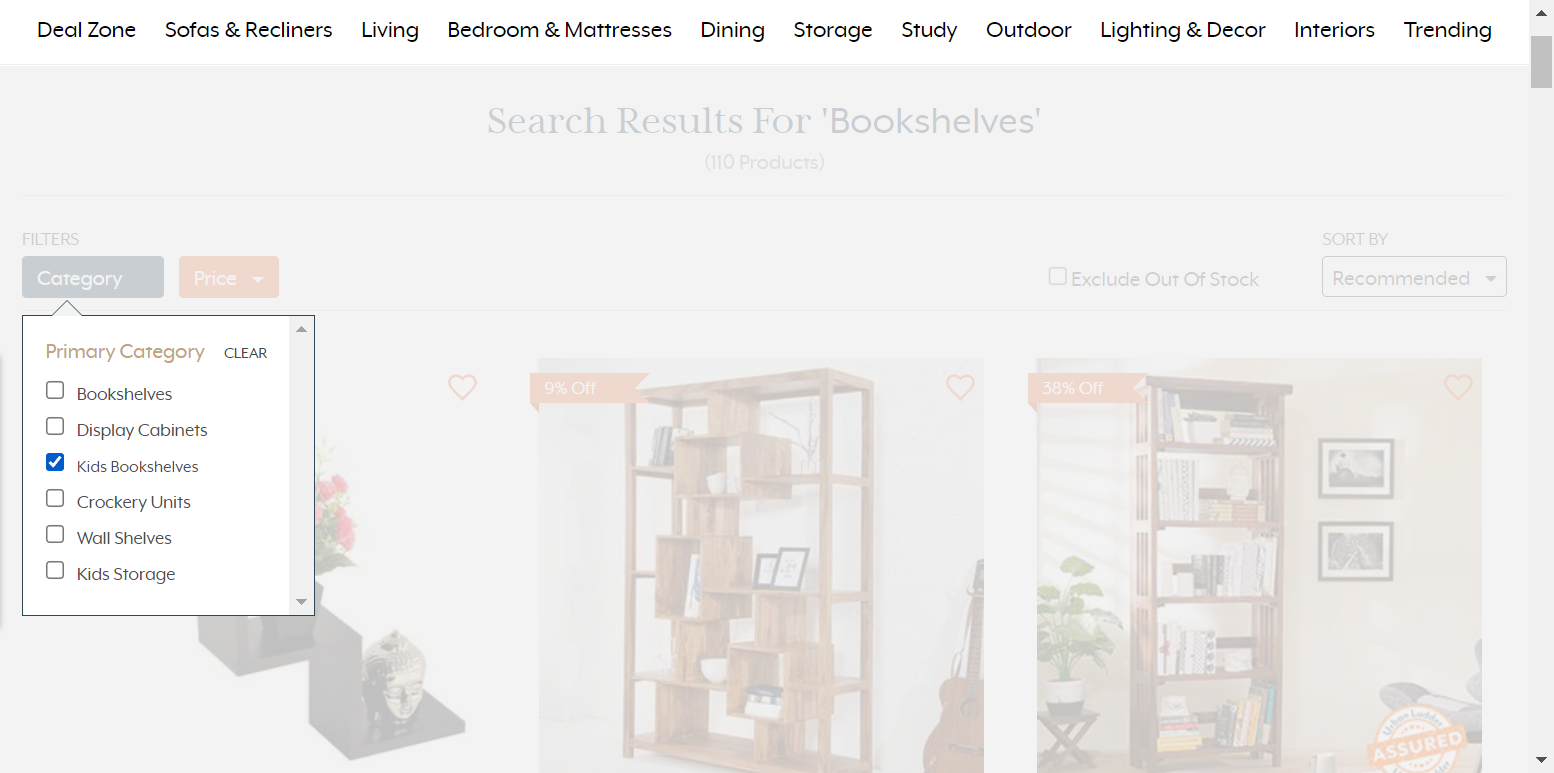 Deal Zone Sofas & Recliners Living Bedroom & Mattresses Dining Storage Study Outdoor Lighting & Decor Interiors Trending
Search Results For 'Bookshelves'
(110 Products)
FILTERS
SORT BY
Category
Price
Exclude Out Of Stock
Recommended
Primary Category CLEAR
Bookshelves
Display Cabinets
Kids Bookshelves
Crockery Units
Wall Shelves
Kids Storage
9% Off
38% Off
Urban Ladder
ASSURED